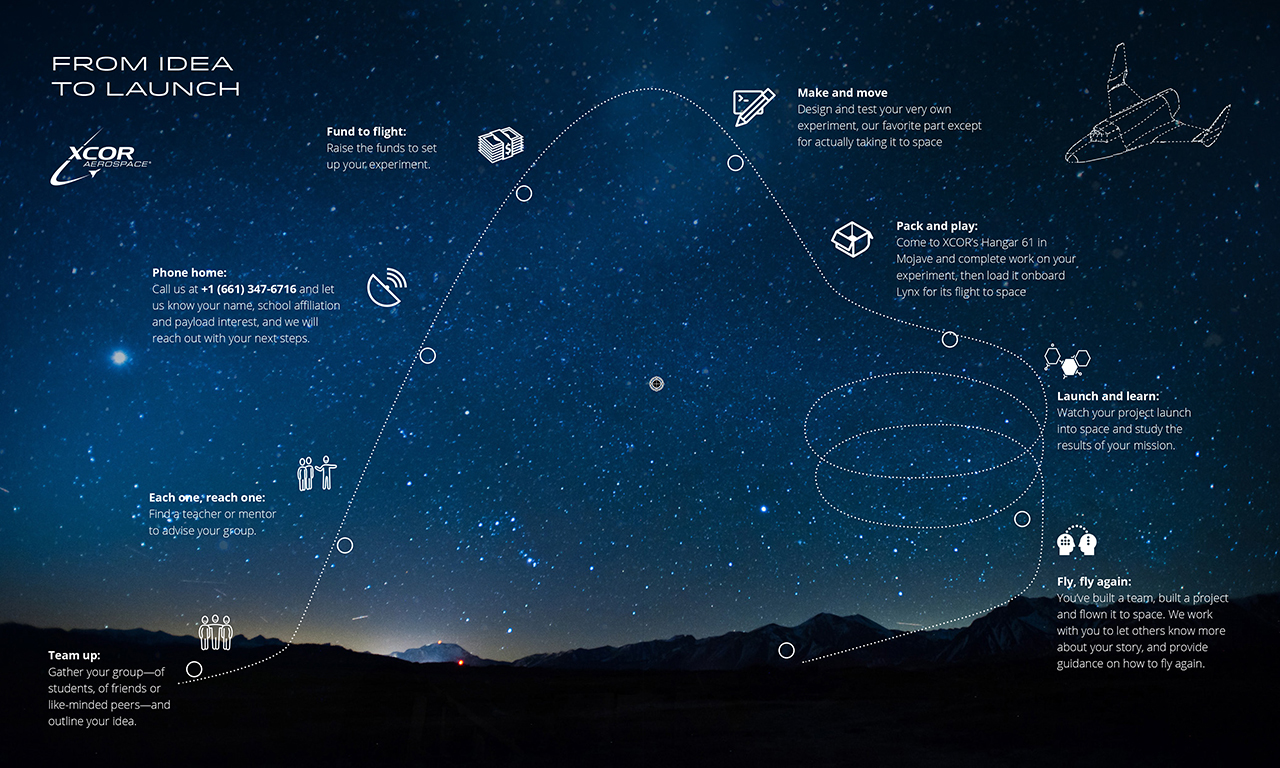 FROM IDEA
TO LAUNCH
XCOR
AEROSPACE
Team up:
Gather your group—of
students, of friends or
like-minded peers—and
outline your idea.
Each one, reach one:
Find a teacher or mentor
to advise your group.
Phone home:
Call us at +1 (661) 347-6716 and let
us know your name, school affiliation
and payload interest, and we will
reach out with your next steps.
Fund to flight:
Raise the funds to set
up your experiment.
Make and move
Design and test your very own
experiment, our favorite part except
for actually taking it to space
Pack and play:
Come to XCOR's Hangar 61 in
Mojave and complete work on your
experiment, then load it onboard
Lynx for its flight to space
Launch and learn:
Watch your project launch
into space and study the
results of your mission.
Fly, fly again:
You've built a team, built a project
and flown it to space. We work
with you to let others know more
about your story, and provide
guidance on how to fly again.